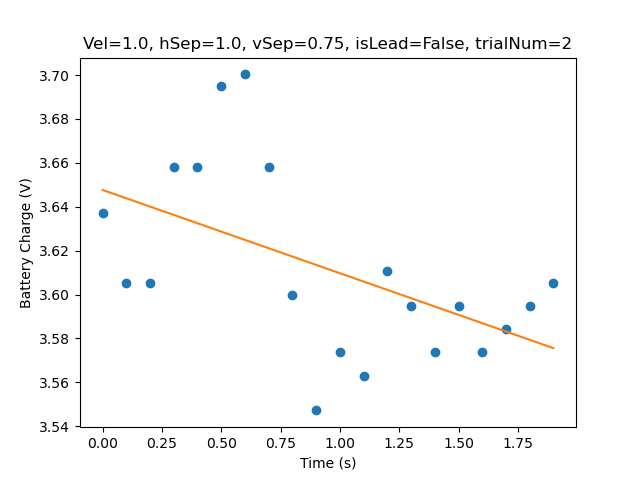 Vel=1.0, hSep=1.0, vSep=0.75, isLead=False, trialNum=2
3.70
3.68
3.66
3.64
3.62
3.60
3.58
3.56
3.54
Battery Charge (V)
0.00 0.25 0.50 0.75 1.00 1.25 1.50 1.75
Time (s)